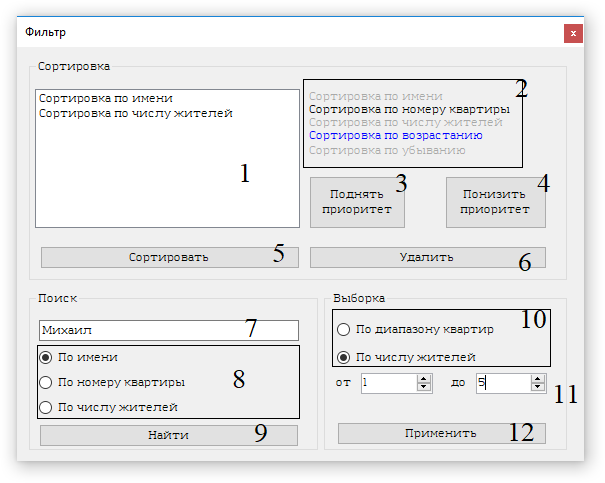 Фильтр
x
Сортировка
Сортировка по имени
Сортировка по числу жителей
1
2
Сортировка по имени
Сортировка по номеру квартиры
Сортировка по числу жителей
Сортировка по возрастанию
Сортировка по убыванию
Поднять
приоритет
3
Понизить
приоритет
4
Сортировать 5
Удалить 6
Поиск
Михаил 7
По имени
По номеру квартиры
По числу жителей
8
Найти 9
Выборка
По диапазону квартир
По числу жителей
10
от 1 до 5 11
Применить 12